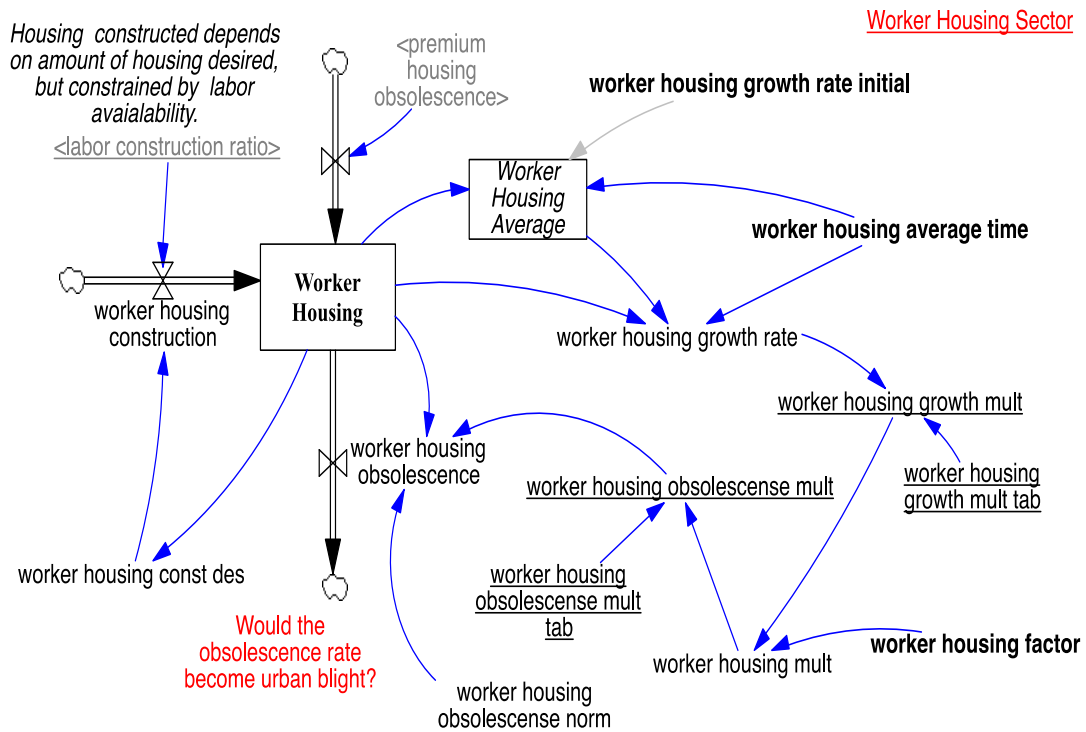 Worker Housing Sector
Housing constructed depends
on amount of housing desired,
but constrained by labor
avaialability.
<labor construction ratio>
<premium
housing
obsolescence>
worker housing growth rate initial
Worker
Housing
Average
worker housing average time
Worker
Housing
worker housing
construction
worker housing growth rate
worker housing growth mult
worker housing
growth mult tab
worker housing
obsolescence
worker housing obsolescense mult
worker housing const des
worker housing
obsolescense mult
tab
Would the
obsolescence rate
become urban blight?
worker housing factor
worker housing mult
worker housing
obsolescense norm